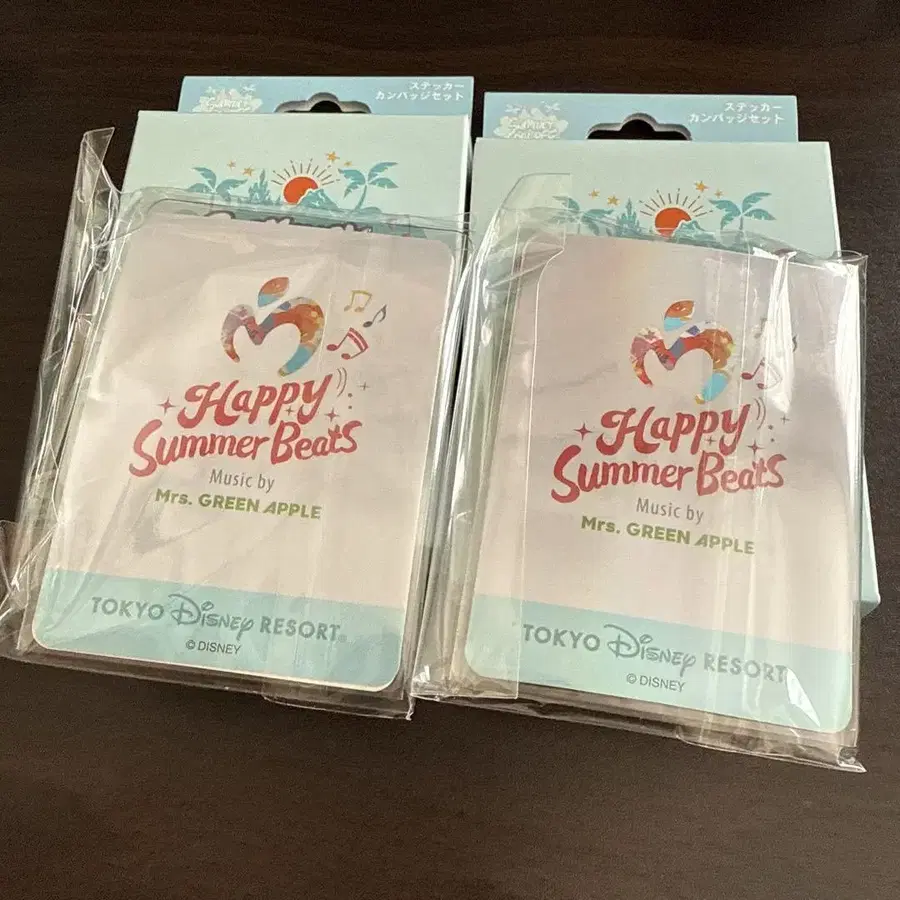 ステッカー
カンバッジセット
Happy
Summer Beats
Music by
Mrs. GREEN APPLE
TOKYO Disney RESORT®
© DISNEY
ステッカー
カンバッジセット
Happy
Summer Beats
Music by
Mrs. GREEN APPLE
TOKYO Disney RESORT
© DISNEY